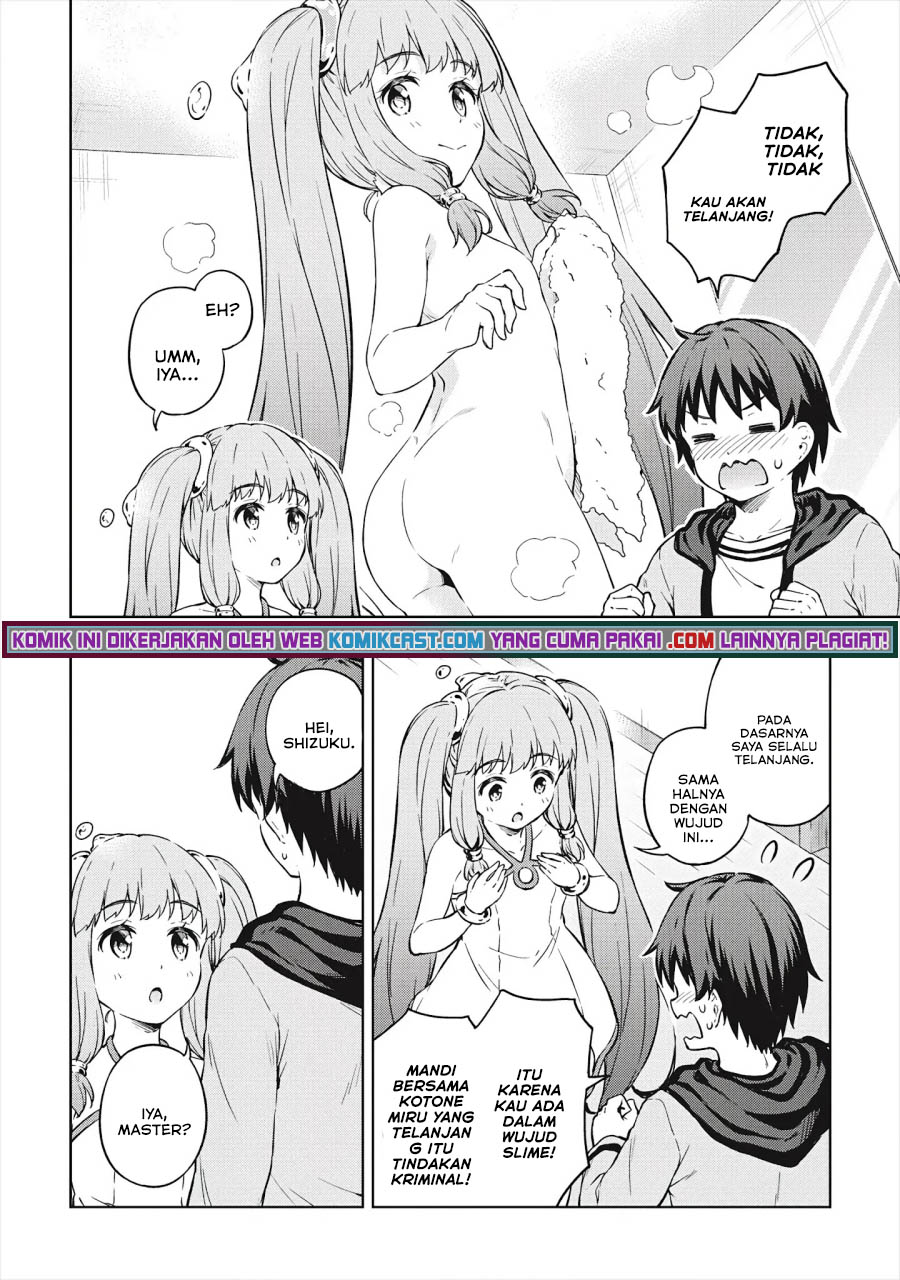 TIDAK,
TIDAK,
TIDAK
KAU AKAN
TELANJANG!
EH?
UMM,
IYA...
KOMIK INI DIKERJAKAN OLEH WEB KOMIKCAST.COM YANG CUMA PAKAI .COM LAINNYA PLAGIAT!
PADA
DASARNYA
SAYA SELALU
TELANJANG.
SAMA
HALNYA
DENGAN
WUJUD
INI...
ITU
KARENA
KAU ADA
DALAM
WUJUD
SLIME!
MANDI
BERSAMA
KOTONE
MIRU YANG
TELANJAN
G ITU
TINDAKAN
KRIMINAL!
HEI,
SHIZUKU.
IYA,
MASTER?